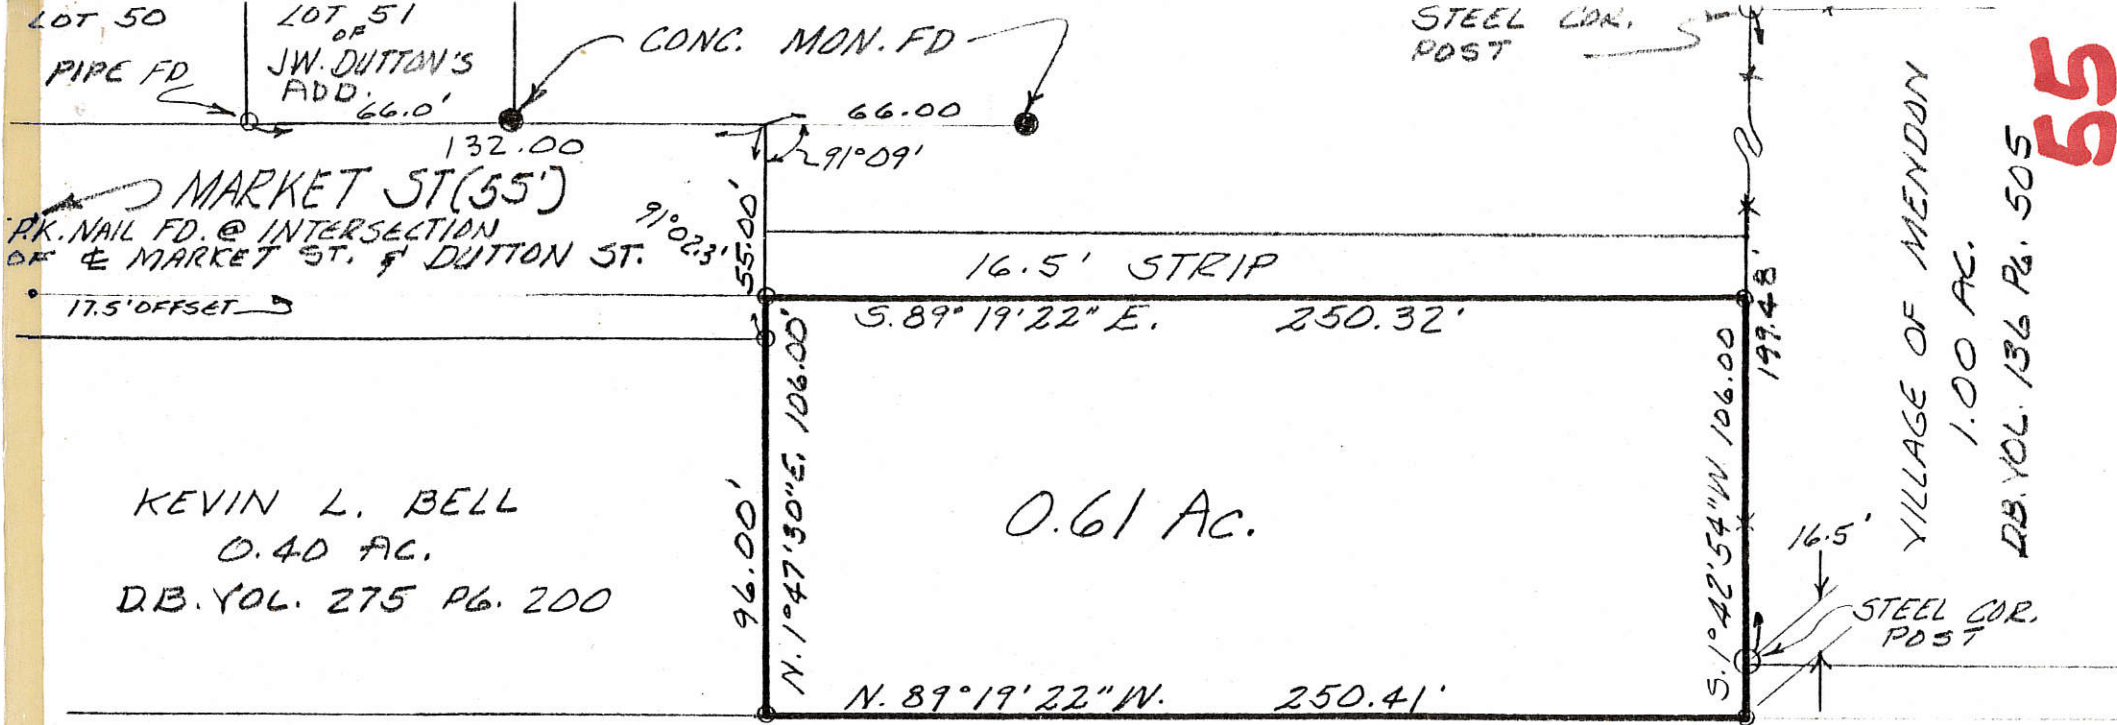 LOT 50
LOT 51
OF
J.W. DUTTON'S
ADD.
PIPE FD
66.0'
CONC. MON. FD
66.00
132.00
91°09'
STEEL COR.
POST
55
MARKET ST (55')
P.K. NAIL FD. @ INTERSECTION
OF ℄ MARKET ST. & DUTTON ST.
91°02.3'
55.00'
17.5' OFFSET
16.5' STRIP
S. 89° 19' 22" E. 250.32'
199.48'
VILLAGE OF MENDON
1.00 AC.
D.B. VOL. 136 PG. 505
KEVIN L. BELL
0.40 AC.
D.B. VOL. 275 PG. 200
96.00'
N. 1°47'30" E. 106.00'
0.61 AC.
S. 1°42'54" W 106.00
16.5'
STEEL COR.
POST
N. 89° 19' 22" W. 250.41'